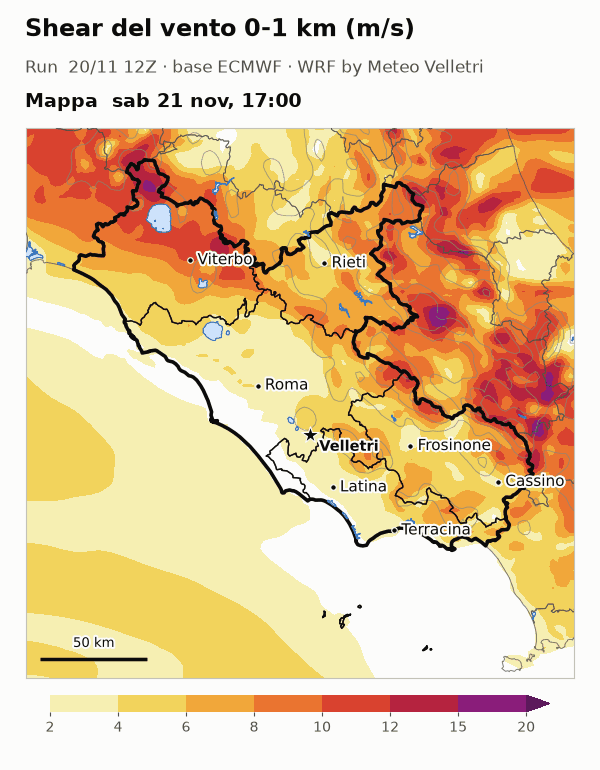 Shear del vento 0-1 km (m/s)
Run  20/11 12Z · base ECMWF · WRF by Meteo Velletri
Mappa  sab 21 nov, 17:00
Viterbo
Rieti
Roma
Velletri
Frosinone
Latina
Cassino
Terracina
50 km
2 4 6 8 10 12 15 20